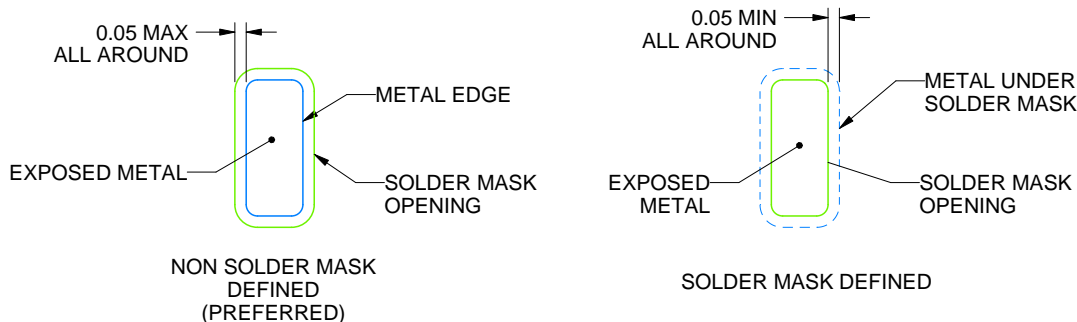 0.05 MAX
ALL AROUND
METAL EDGE
EXPOSED METAL
SOLDER MASK
OPENING
NON SOLDER MASK
DEFINED
(PREFERRED)
0.05 MIN
ALL AROUND
METAL UNDER
SOLDER MASK
EXPOSED
METAL
SOLDER MASK
OPENING
SOLDER MASK DEFINED